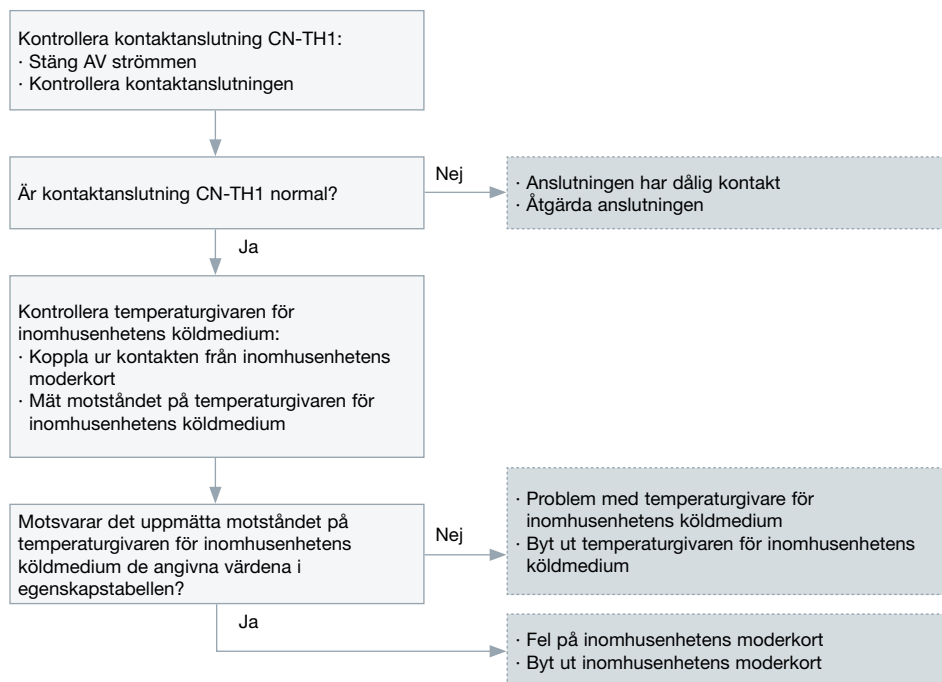 Kontrollera kontaktanslutning CN-TH1:
· Stäng AV strömmen
· Kontrollera kontaktanslutningen
Är kontaktanslutning CN-TH1 normal?
Nej
· Anslutningen har dålig kontakt
· Åtgärda anslutningen
Ja
Kontrollera temperaturgivaren för
inomhusenhetens köldmedium:
· Koppla ur kontakten från inomhusenhetens
moderkort
· Mät motståndet på temperaturgivaren för
inomhusenhetens köldmedium
Motsvarar det uppmätta motståndet på
temperaturgivaren för inomhusenhetens
köldmedium de angivna värdena i
egenskapstabellen?
Nej
· Problem med temperaturgivare för
inomhusenhetens köldmedium
· Byt ut temperaturgivaren för inomhusenhetens
köldmedium
Ja
· Fel på inomhusenhetens moderkort
· Byt ut inomhusenhetens moderkort